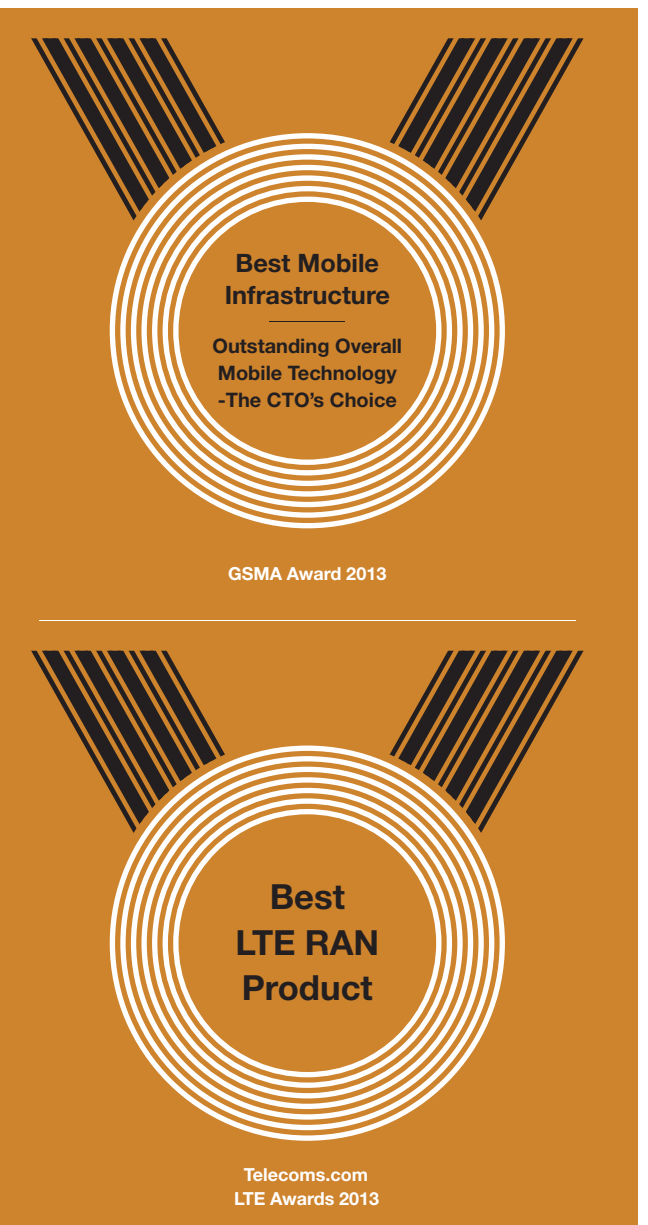 Best Mobile
Infrastructure
Outstanding Overall
Mobile Technology
-The CTO’s Choice
GSMA Award 2013
Best
LTE RAN
Product
Telecoms.com
LTE Awards 2013